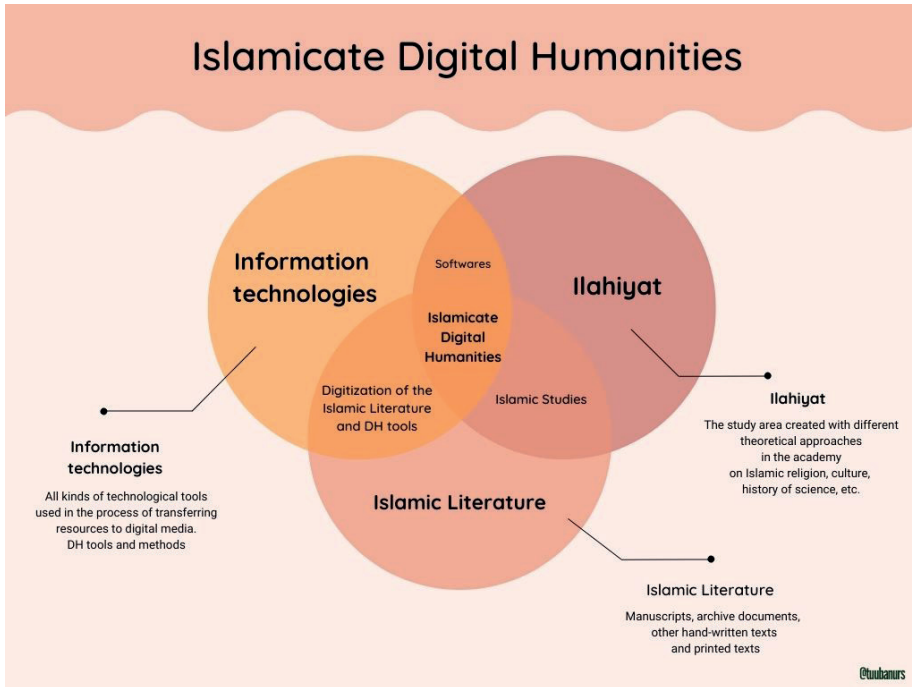 Islamicate Digital Humanities
Information
technologies
Softwares
Ilahiyat
Islamicate
Digital
Humanities
Digitization of the
Islamic Literature
and DH tools
Islamic Studies
Islamic Literature
Information
technologies
All kinds of technological tools
used in the process of transferring
resources to digital media.
DH tools and methods
Ilahiyat
The study area created with different
theoretical approaches
in the academy
on Islamic religion, culture,
history of science, etc.
Islamic Literature
Manuscripts, archive documents,
other hand-written texts
and printed texts
@tuubanurs